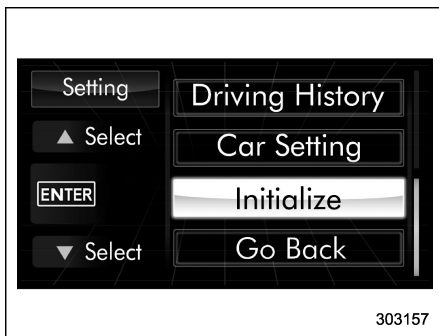 Setting
▲ Select
ENTER
▼ Select
Driving History
Car Setting
Initialize
Go Back
303157